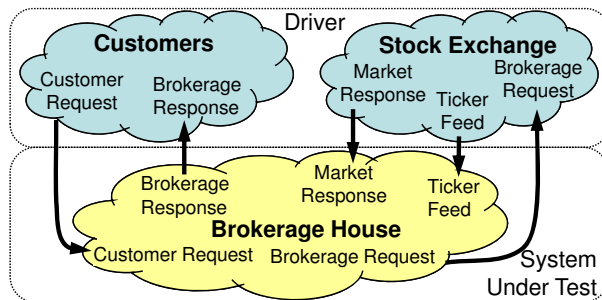 Driver
Customers
Customer
Request
Brokerage
Response
Stock Exchange
Market
Response
Ticker
Feed
Brokerage
Request
Brokerage
Response
Market
Response
Ticker
Feed
Brokerage House
Customer Request
Brokerage Request
System
Under Test